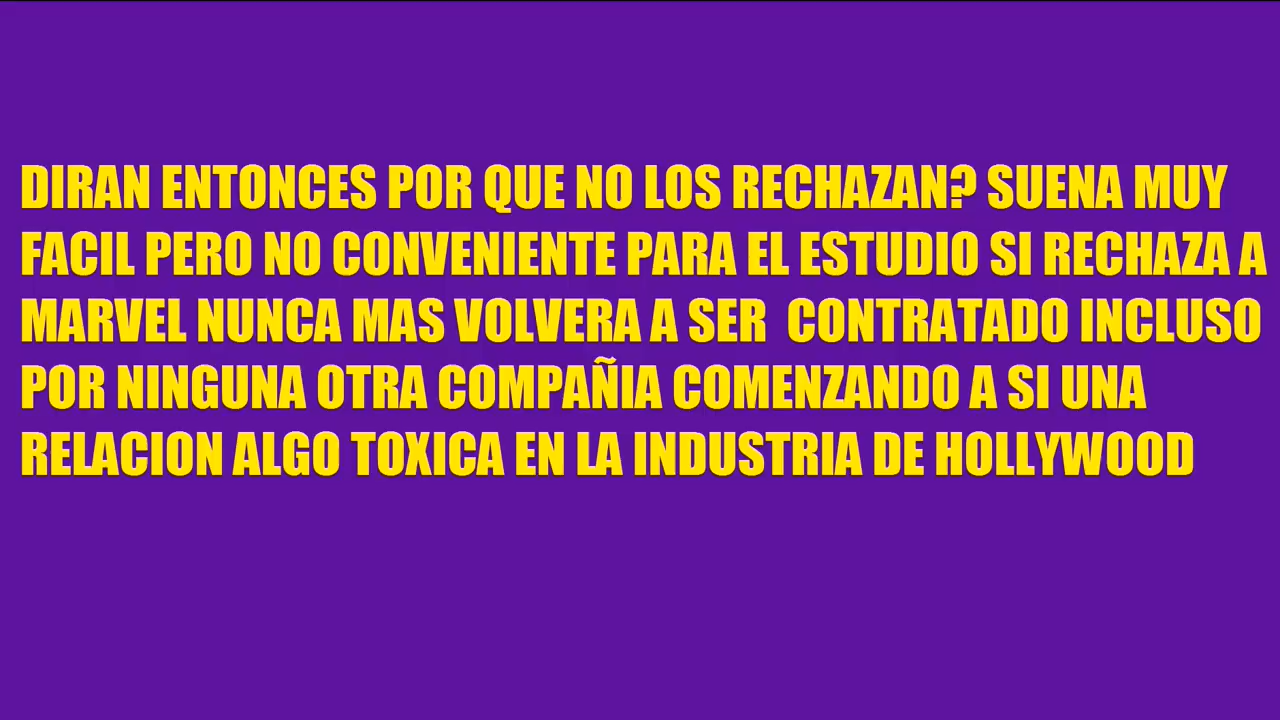 DIRAN ENTONCES POR QUE NO LOS RECHAZAN? SUENA MUY
FACIL PERO NO CONVENIENTE PARA EL ESTUDIO SI RECHAZA A
MARVEL NUNCA MAS VOLVERA A SER CONTRATADO INCLUSO
POR NINGUNA OTRA COMPAÑIA COMENZANDO A SI UNA
RELACION ALGO TOXICA EN LA INDUSTRIA DE HOLLYWOOD